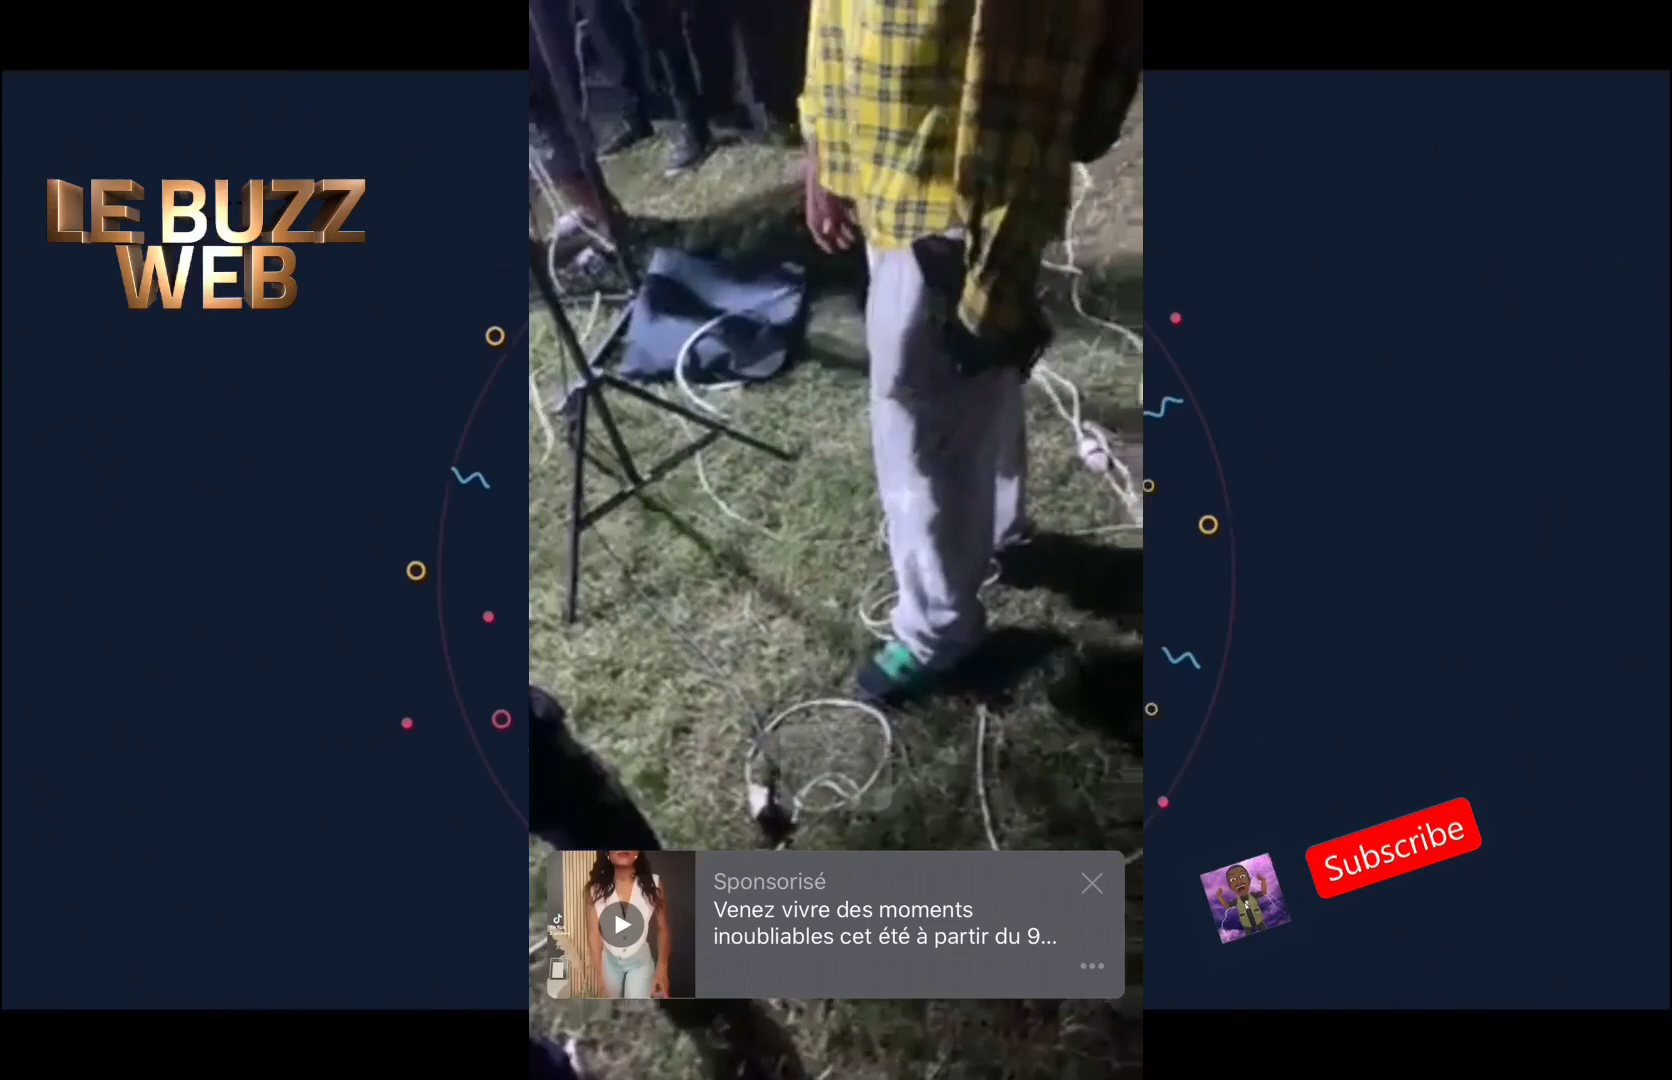 LE BUZZ
WEB
Sponsorisé
Venez vivre des moments
inoubliables cet été à partir du 9...
Subscribe